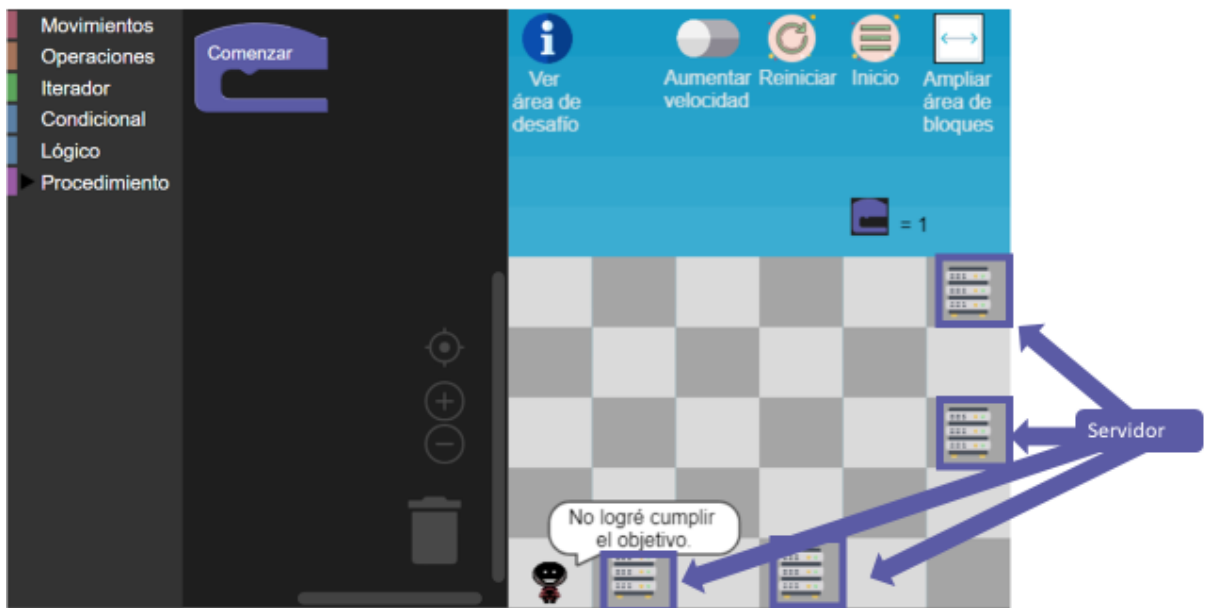 Movimientos
Operaciones
Iterador
Condicional
Lógico
Procedimiento
Comenzar
Ver
área de
desafío
Aumentar
velocidad
Reiniciar
Inicio
Ampliar
área de
bloques
= 1
Servidor
No logré cumplir
el objetivo.